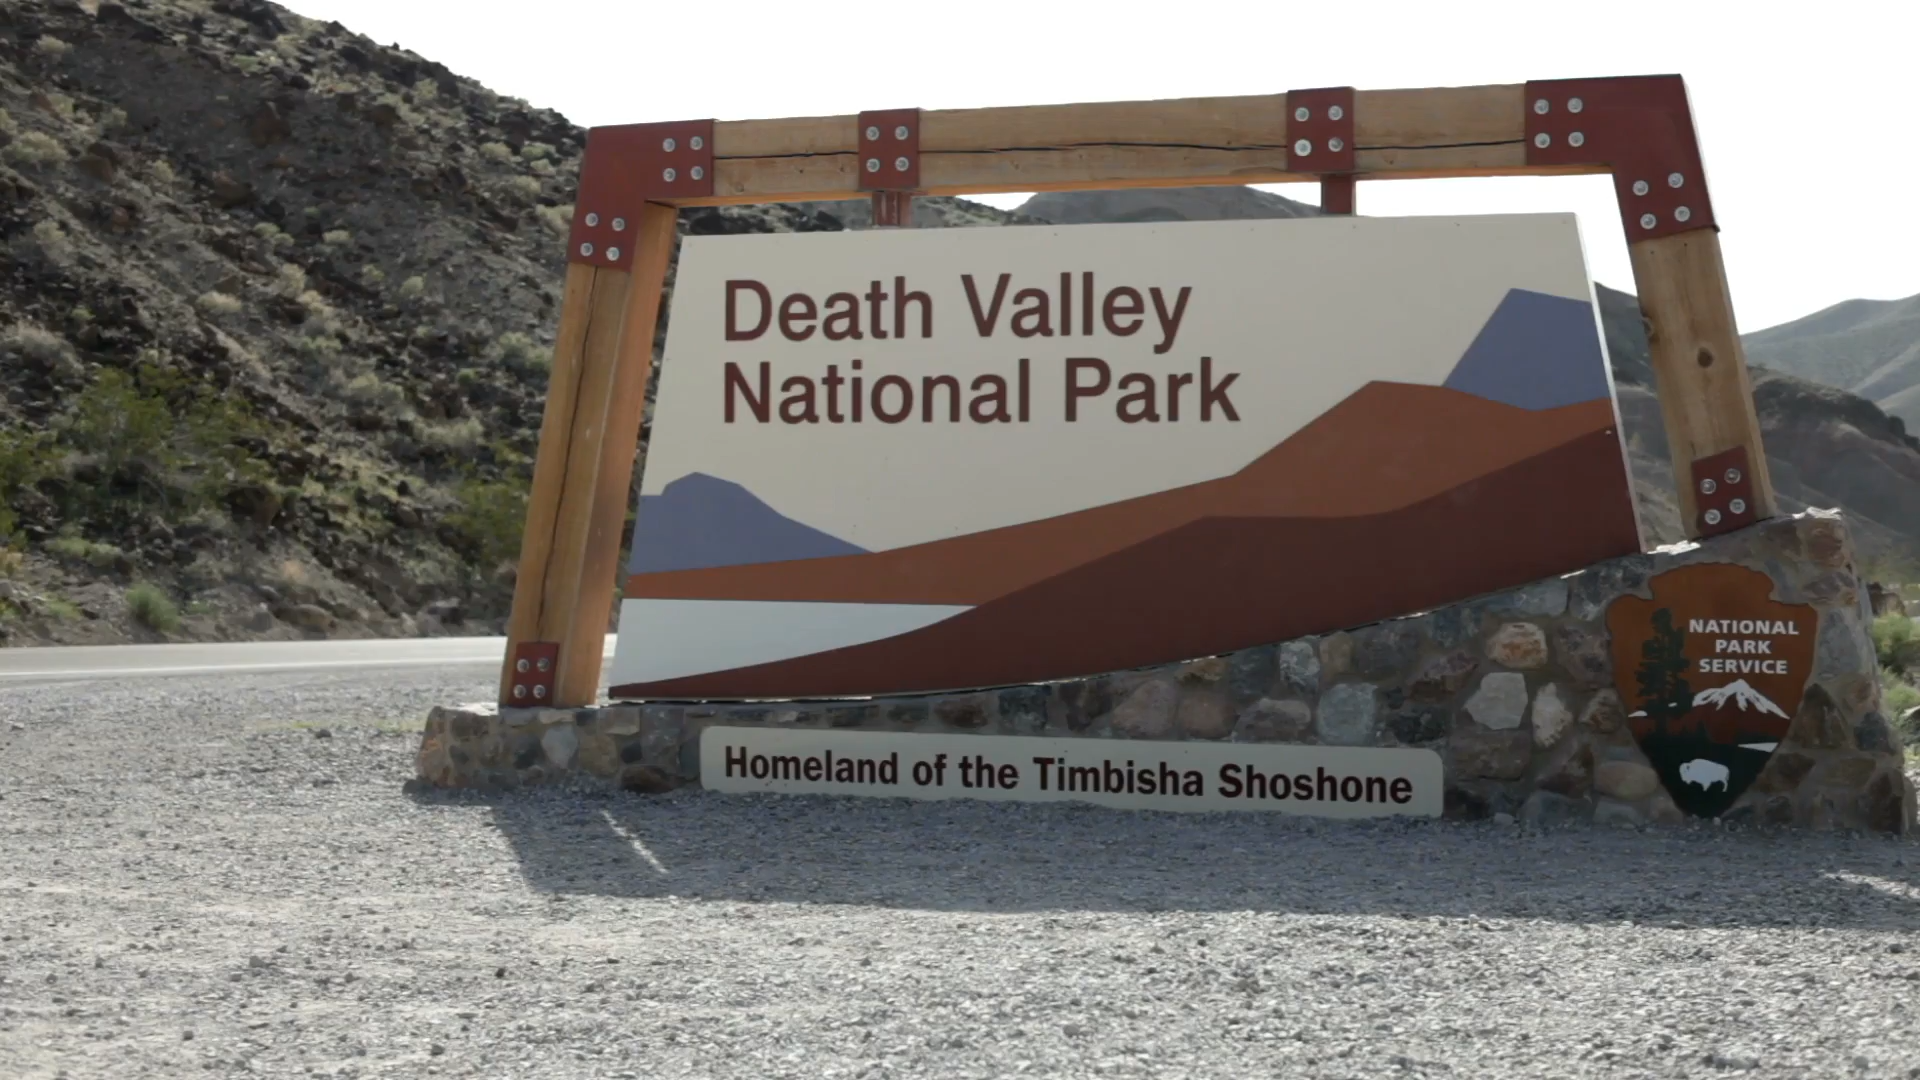 Death Valley
National Park
NATIONAL
PARK
SERVICE
Homeland of the Timbisha Shoshone